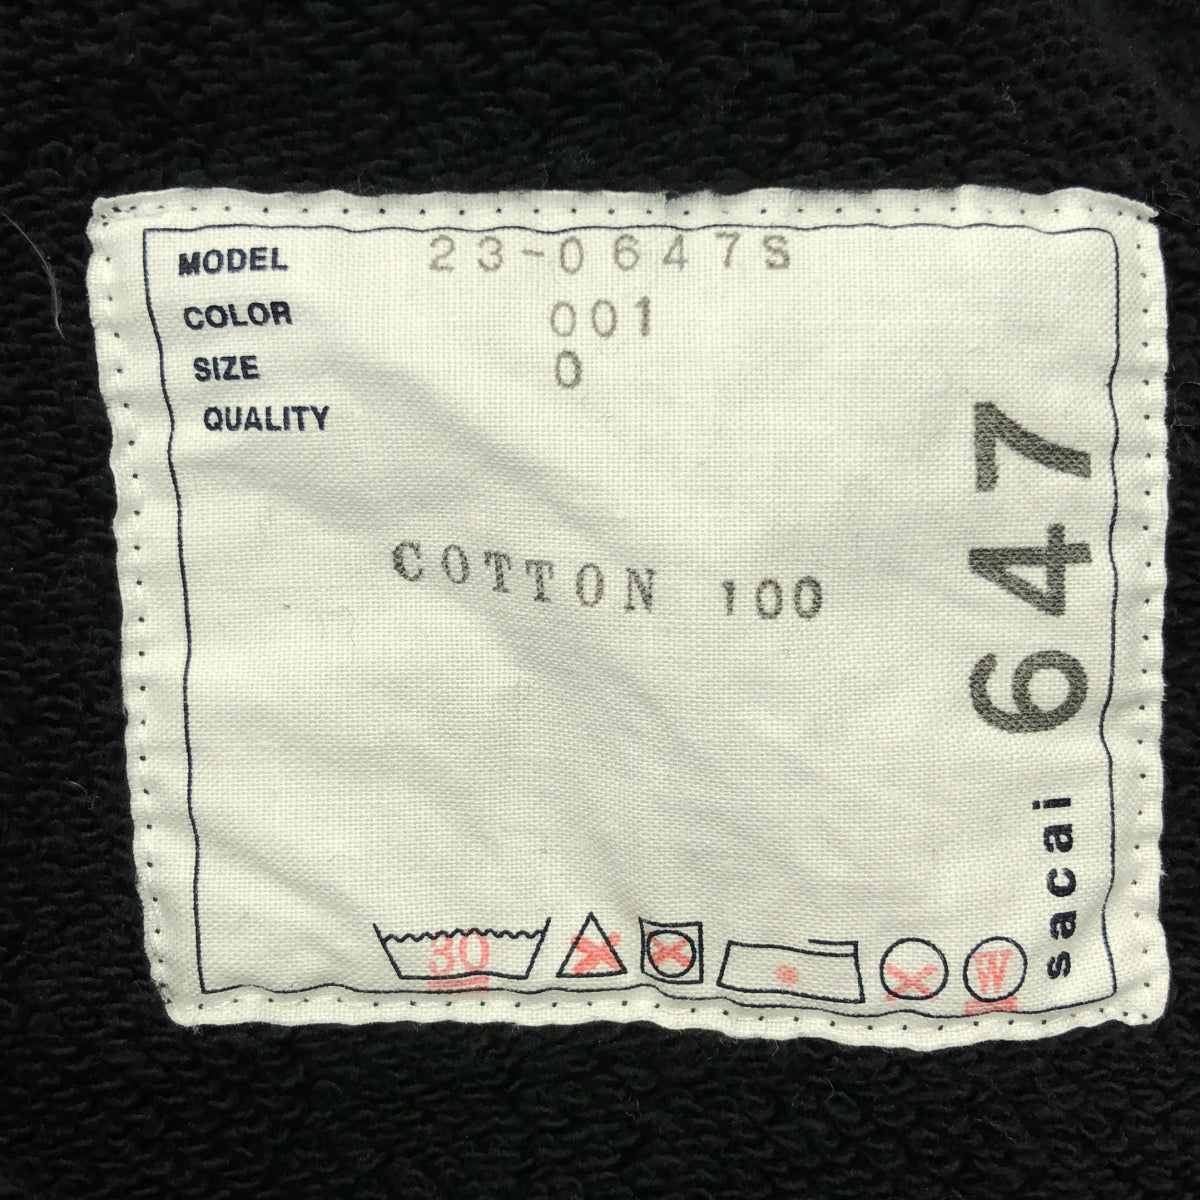 MODEL 23-0647S
COLOR 001
SIZE 0
QUALITY
COTTON 100
647
sacai
30
W